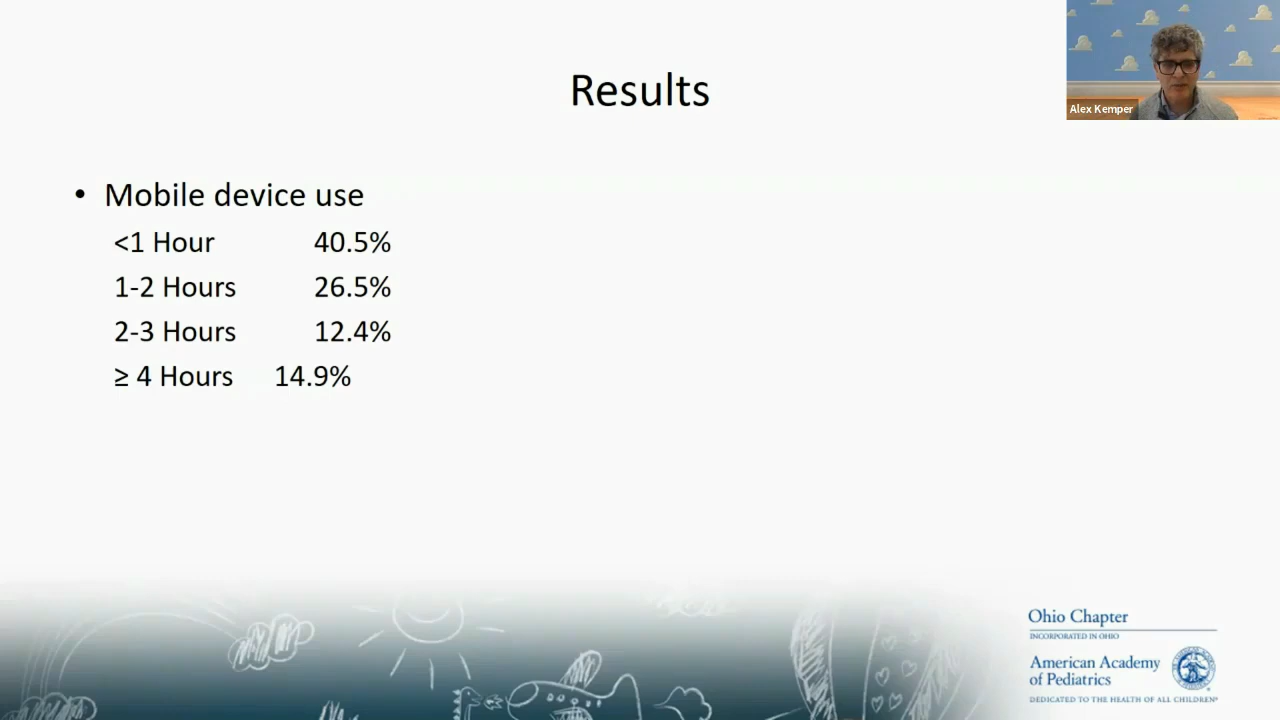 Results
Alex Kemper
• Mobile device use
<1 Hour 40.5%
1-2 Hours 26.5%
2-3 Hours 12.4%
≥ 4 Hours 14.9%
Ohio Chapter
INCORPORATED IN OHIO
American Academy
of Pediatrics
DEDICATED TO THE HEALTH OF ALL CHILDREN®